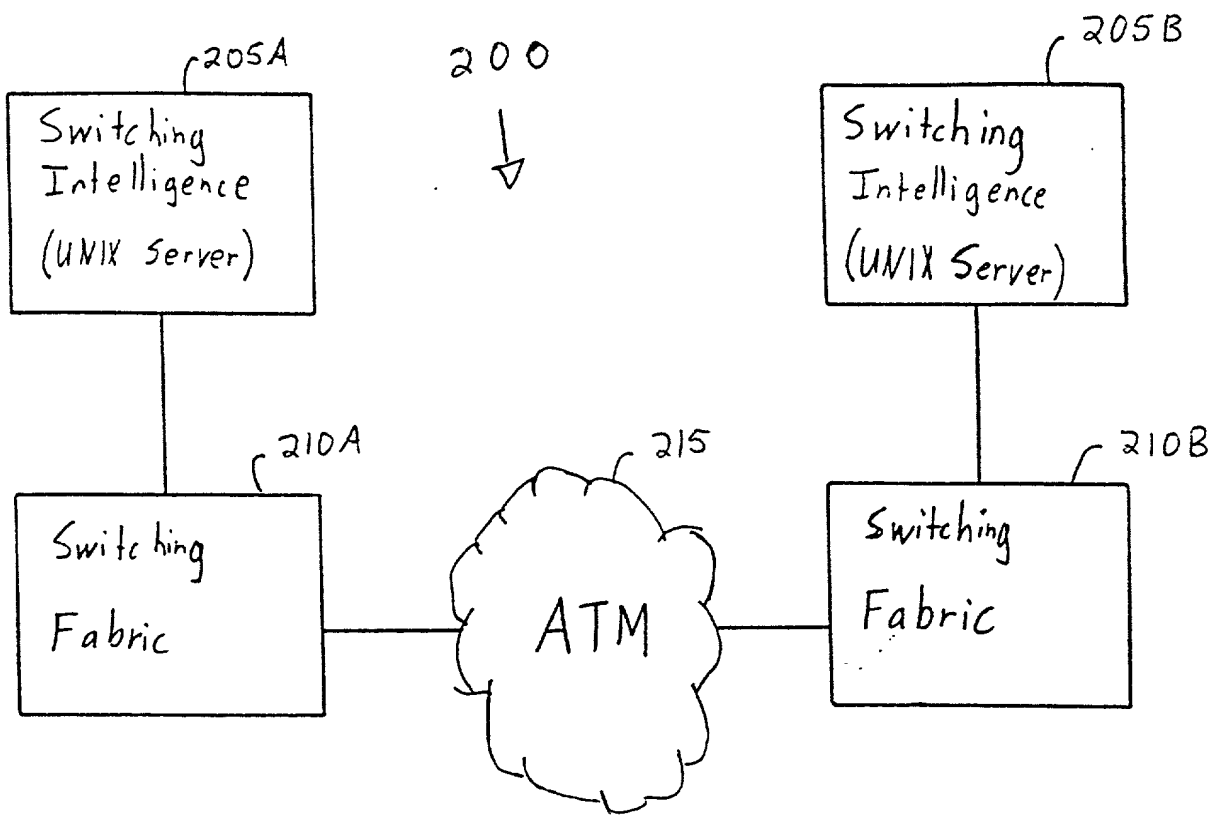 205A
200
205B
Switching
Intelligence
(UNIX Server)
Switching
Intelligence
(UNIX Server)
210A
215
210B
Switching
Fabric
ATM
Switching
Fabric